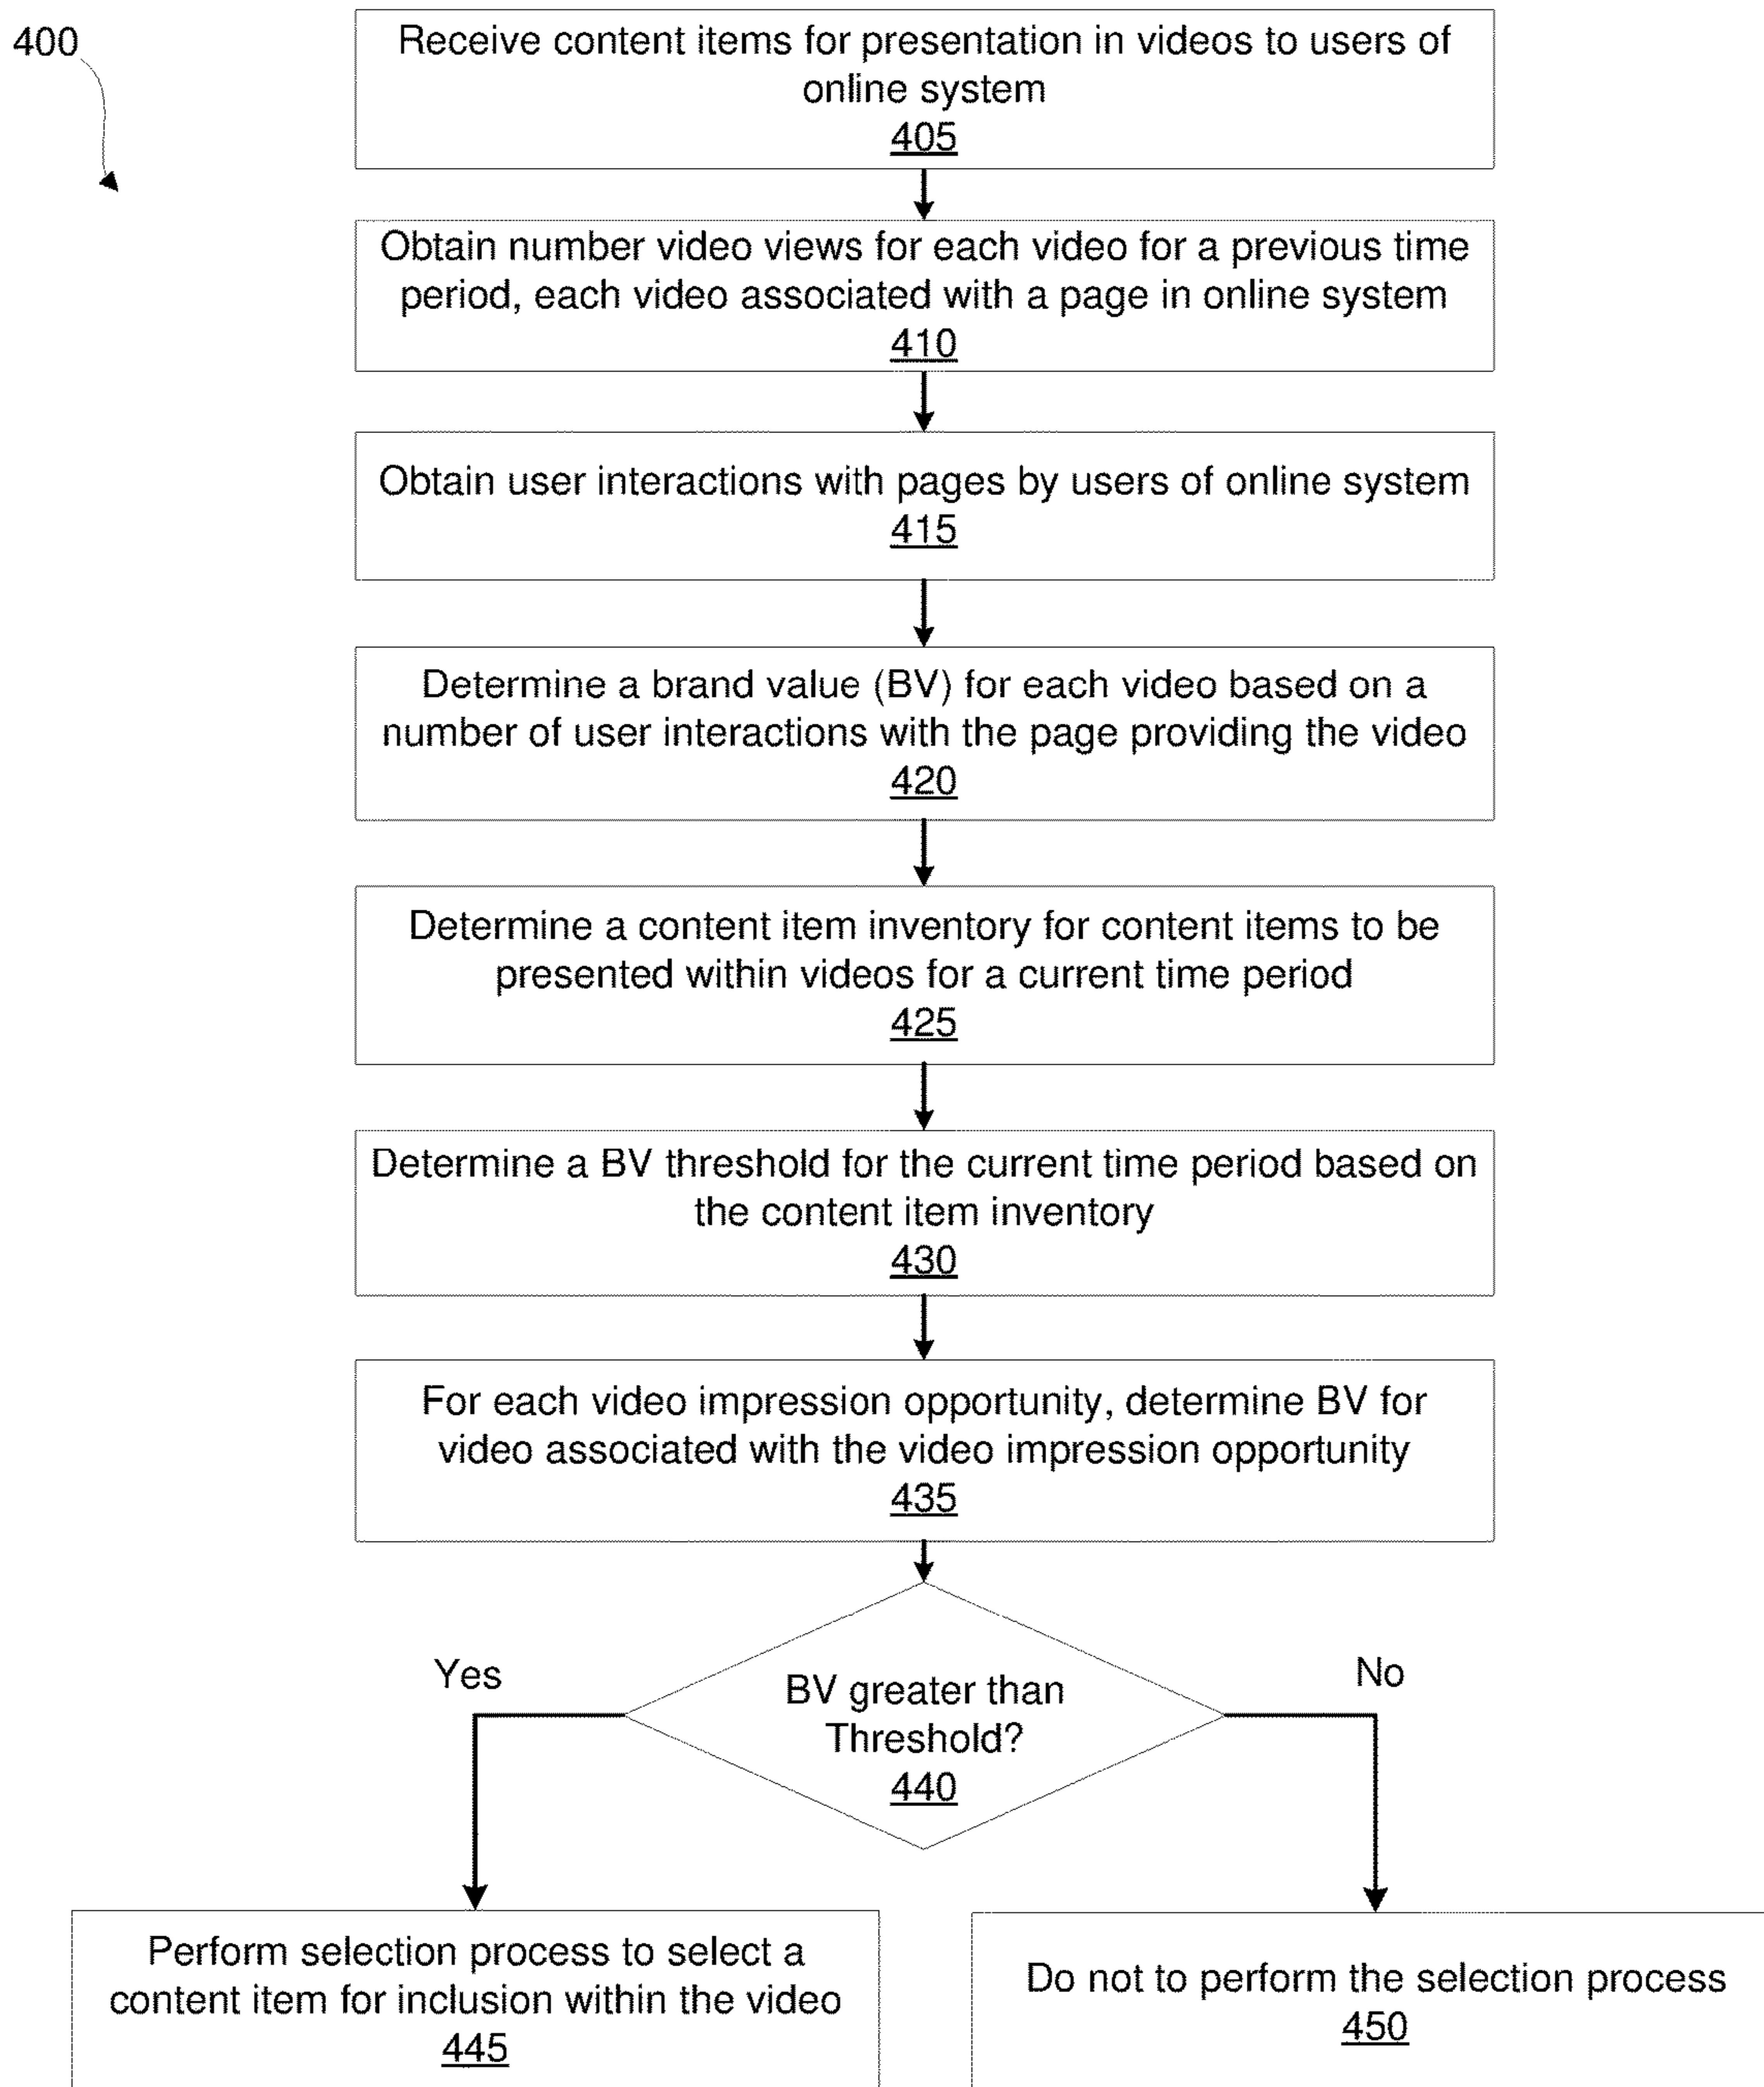 400
Receive content items for presentation in videos to users of
online system
405
Obtain number video views for each video for a previous time
period, each video associated with a page in online system
410
Obtain user interactions with pages by users of online system
415
Determine a brand value (BV) for each video based on a
number of user interactions with the page providing the video
420
Determine a content item inventory for content items to be
presented within videos for a current time period
425
Determine a BV threshold for the current time period based on
the content item inventory
430
For each video impression opportunity, determine BV for
video associated with the video impression opportunity
435
Yes
No
BV greater than
Threshold?
440
Perform selection process to select a
content item for inclusion within the video
445
Do not to perform the selection process
450